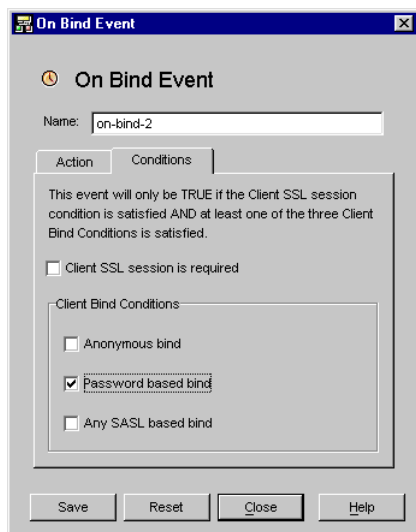 On Bind Event
On Bind Event
Name: on-bind-2
Action Conditions
This event will only be TRUE if the Client SSL session
condition is satisfied AND at least one of the three Client
Bind Conditions is satisfied.
Client SSL session is required
Client Bind Conditions
Anonymous bind
Password based bind
Any SASL based bind
Save Reset Close Help